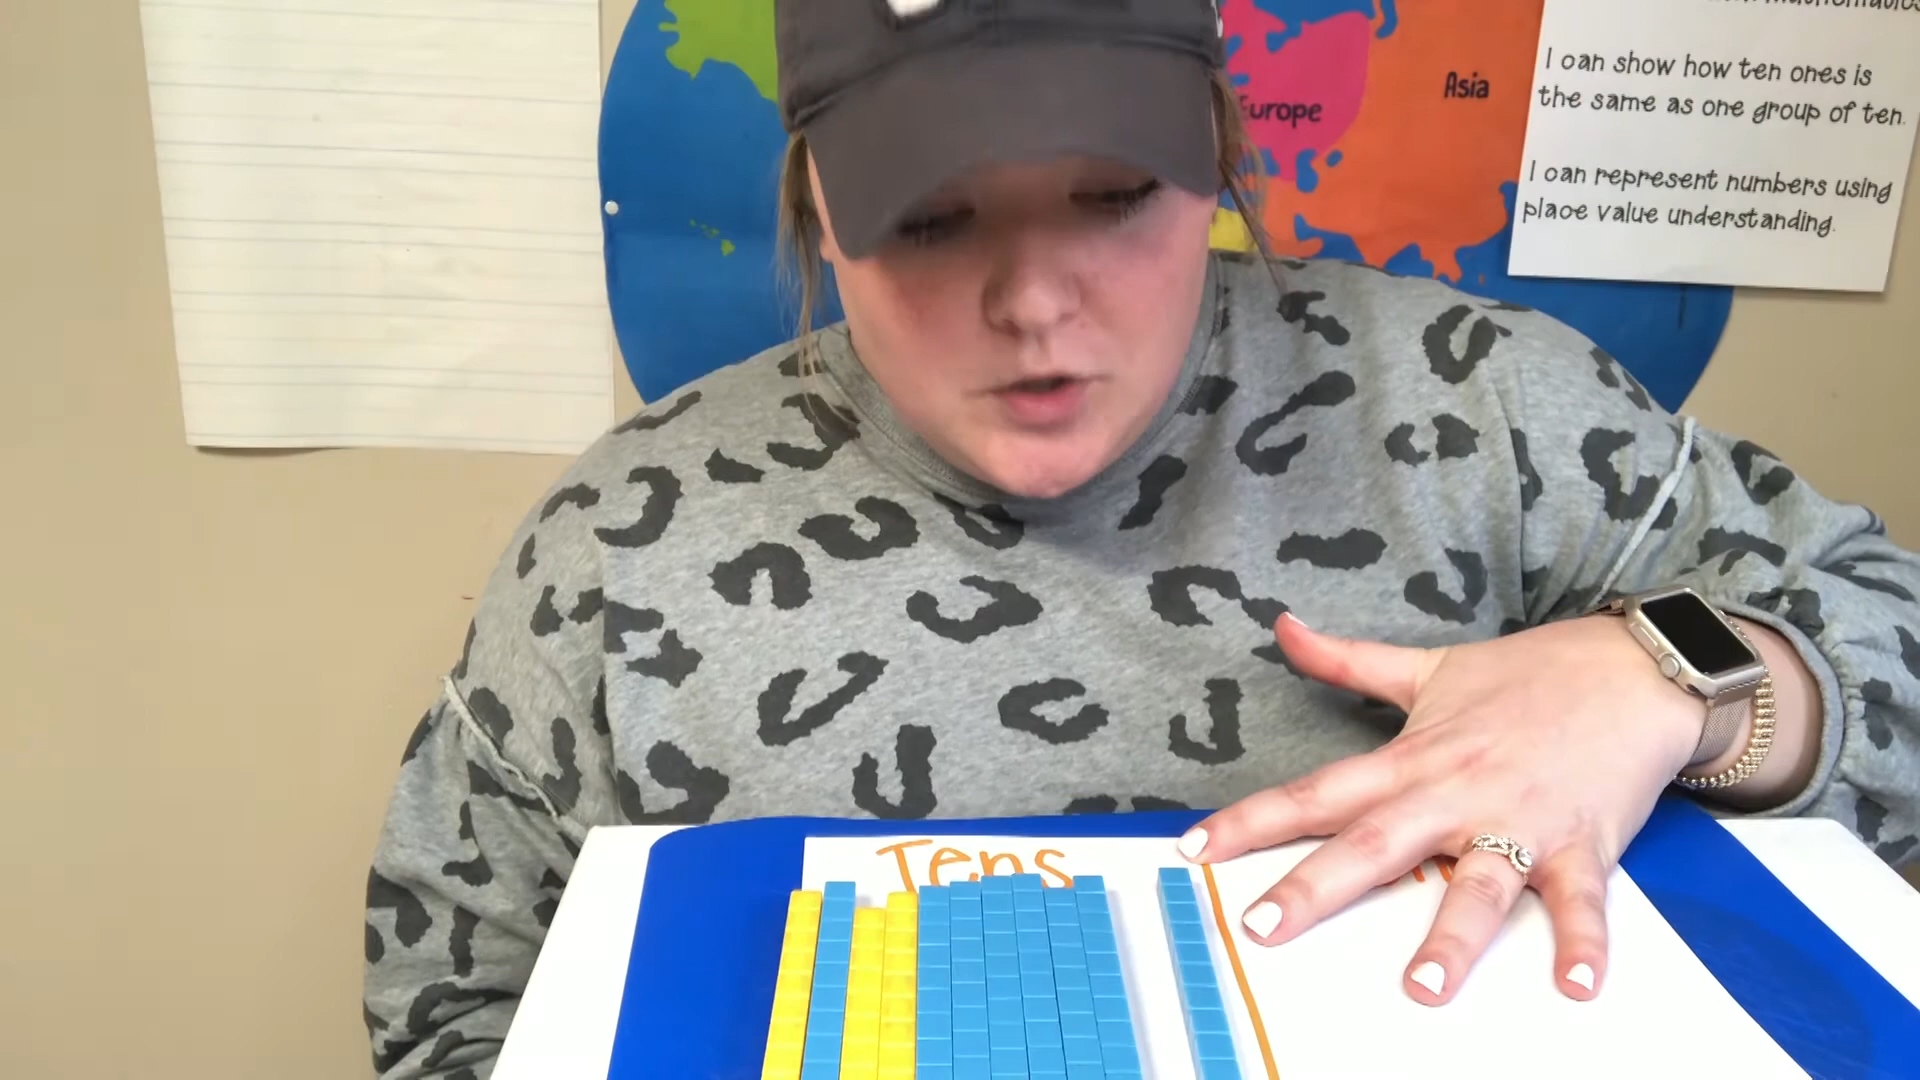 Europe
Asia
I can show how ten ones is
the same as one group of ten.
I can represent numbers using
place value understanding.
Tens